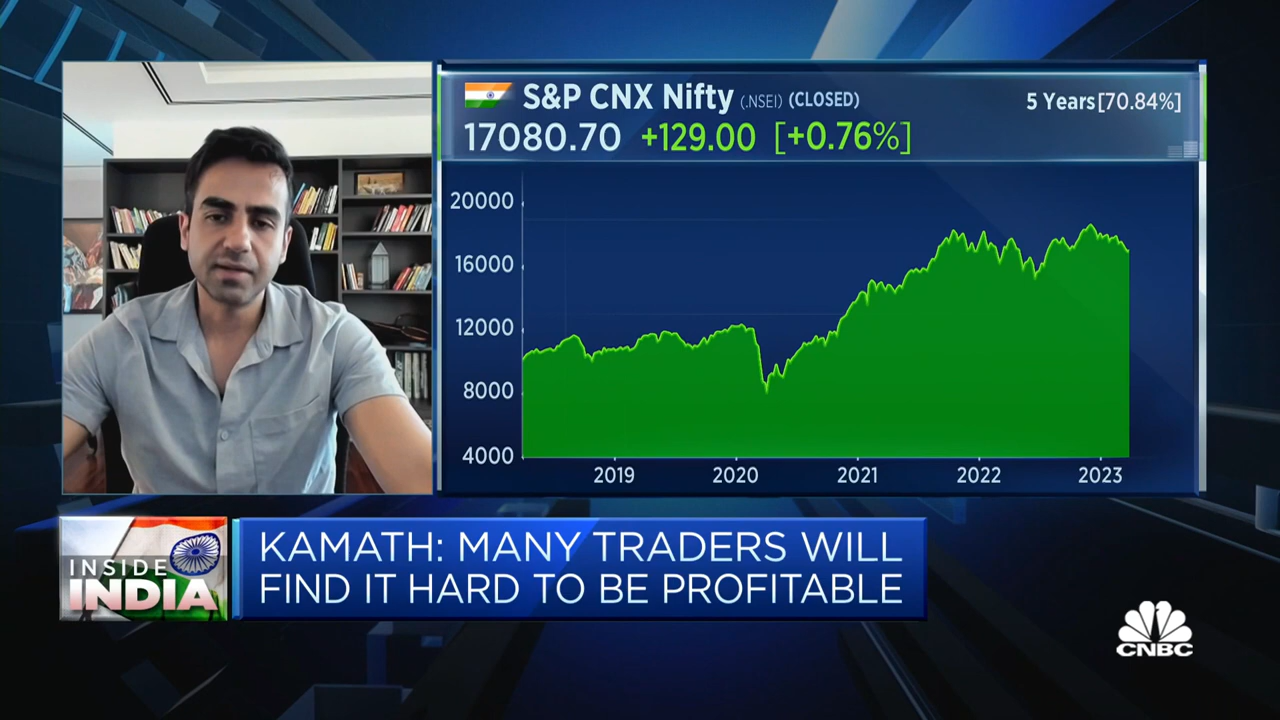 S&P CNX Nifty (.NSEI) (CLOSED) 5 Years[70.84%]
17080.70 +129.00 [+0.76%]
20000
16000
12000
8000
4000
2019 2020 2021 2022 2023
INSIDE
INDIA
KAMATH: MANY TRADERS WILL
FIND IT HARD TO BE PROFITABLE
CNBC